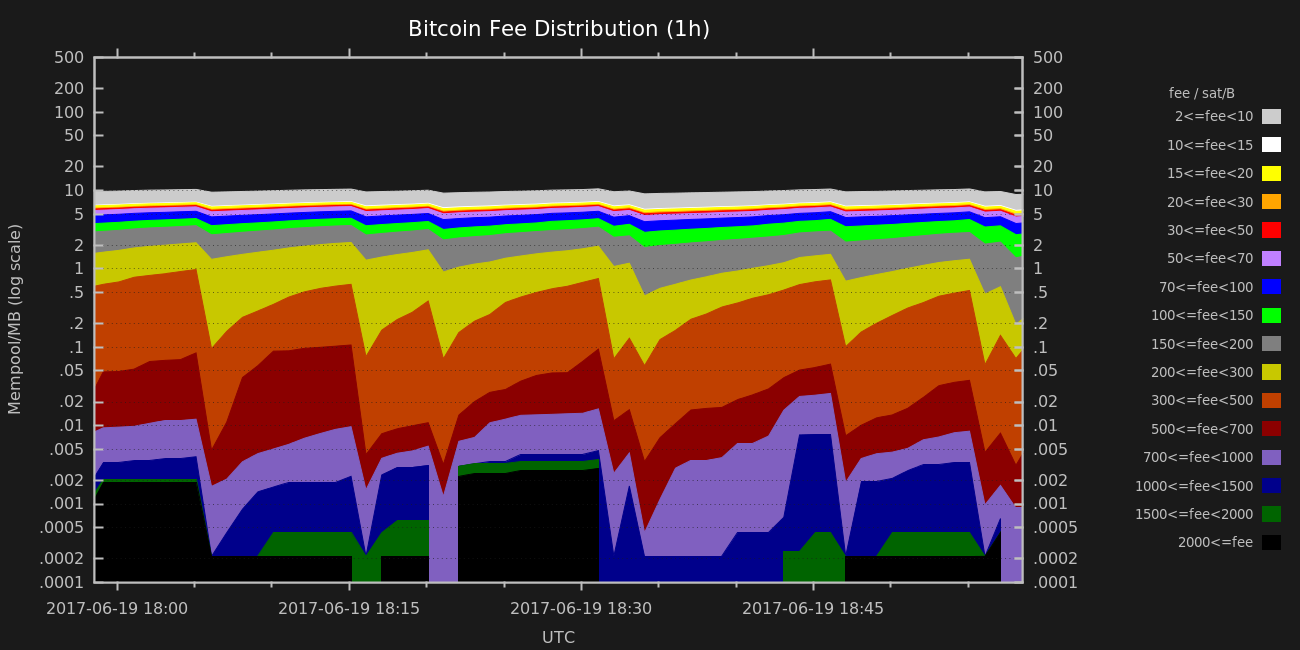 Bitcoin Fee Distribution (1h)
500 500
200 200
100 100
50 50
20 20
10 10
5 5
2 2
1 1
.5 .5
.2 .2
.1 .1
.05 .05
.02 .02
.01 .01
.005 .005
.002 .002
.001 .001
.0005 .0005
.0002 .0002
.0001 .0001
Mempool/MB (log scale)
2017-06-19 18:00 2017-06-19 18:15 2017-06-19 18:30 2017-06-19 18:45
UTC
fee / sat/B
2<=fee<10
10<=fee<15
15<=fee<20
20<=fee<30
30<=fee<50
50<=fee<70
70<=fee<100
100<=fee<150
150<=fee<200
200<=fee<300
300<=fee<500
500<=fee<700
700<=fee<1000
1000<=fee<1500
1500<=fee<2000
2000<=fee